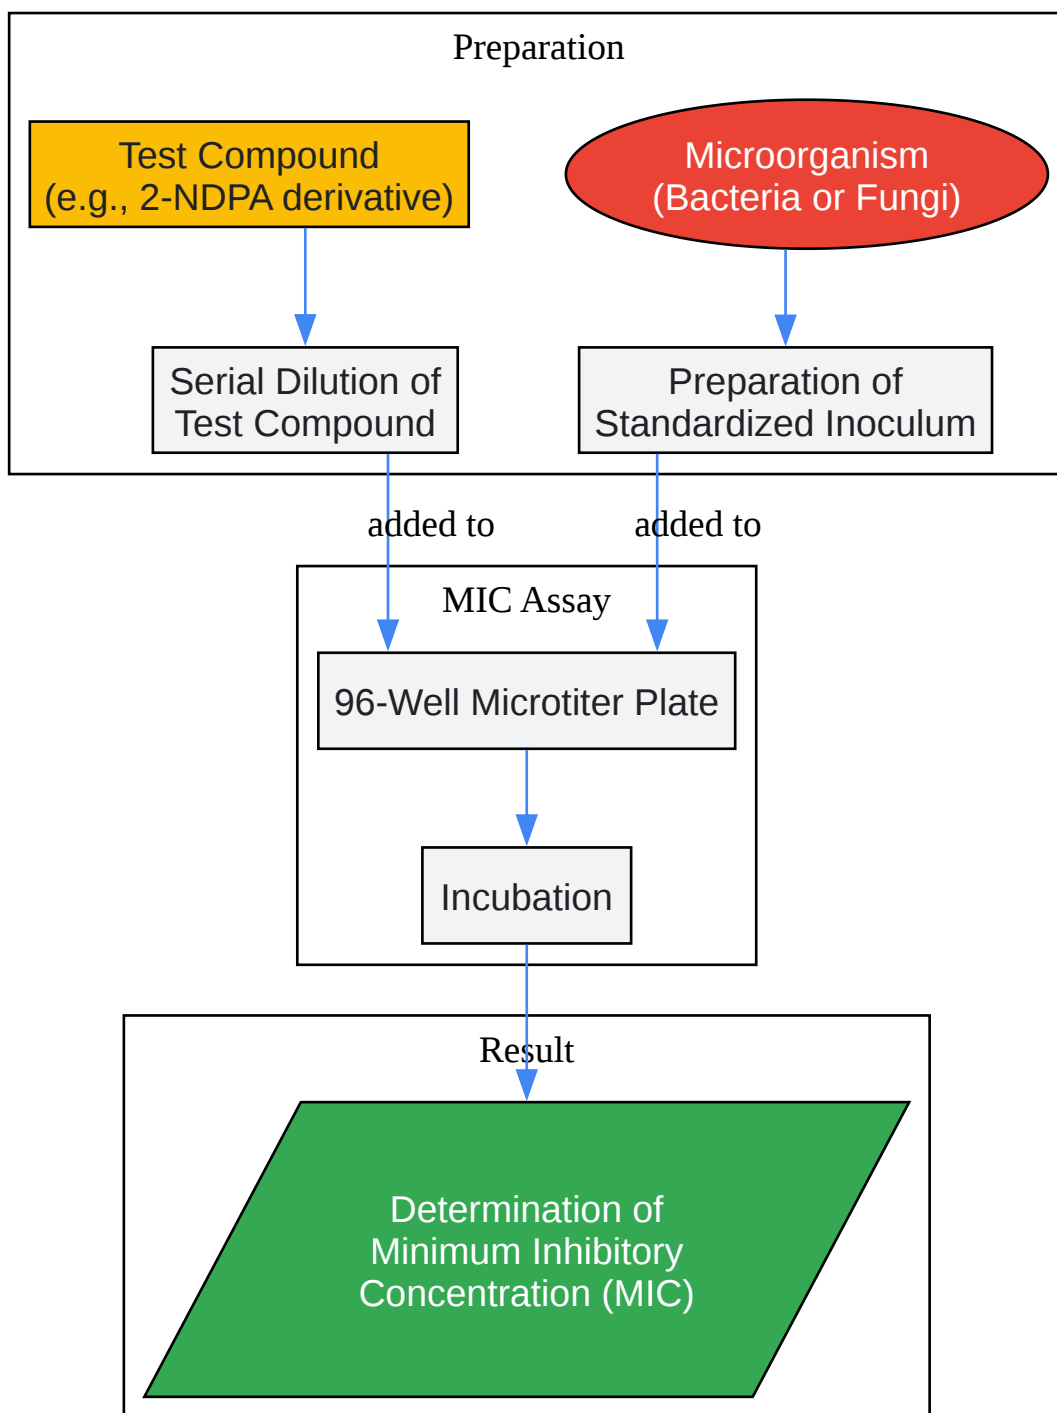 Preparation
Test Compound
(e.g., 2-NDPA derivative)
Microorganism
(Bacteria or Fungi)
Serial Dilution of
Test Compound
Preparation of
Standardized Inoculum
added to
added to
MIC Assay
96-Well Microtiter Plate
Incubation
Result
Determination of
Minimum Inhibitory
Concentration (MIC)